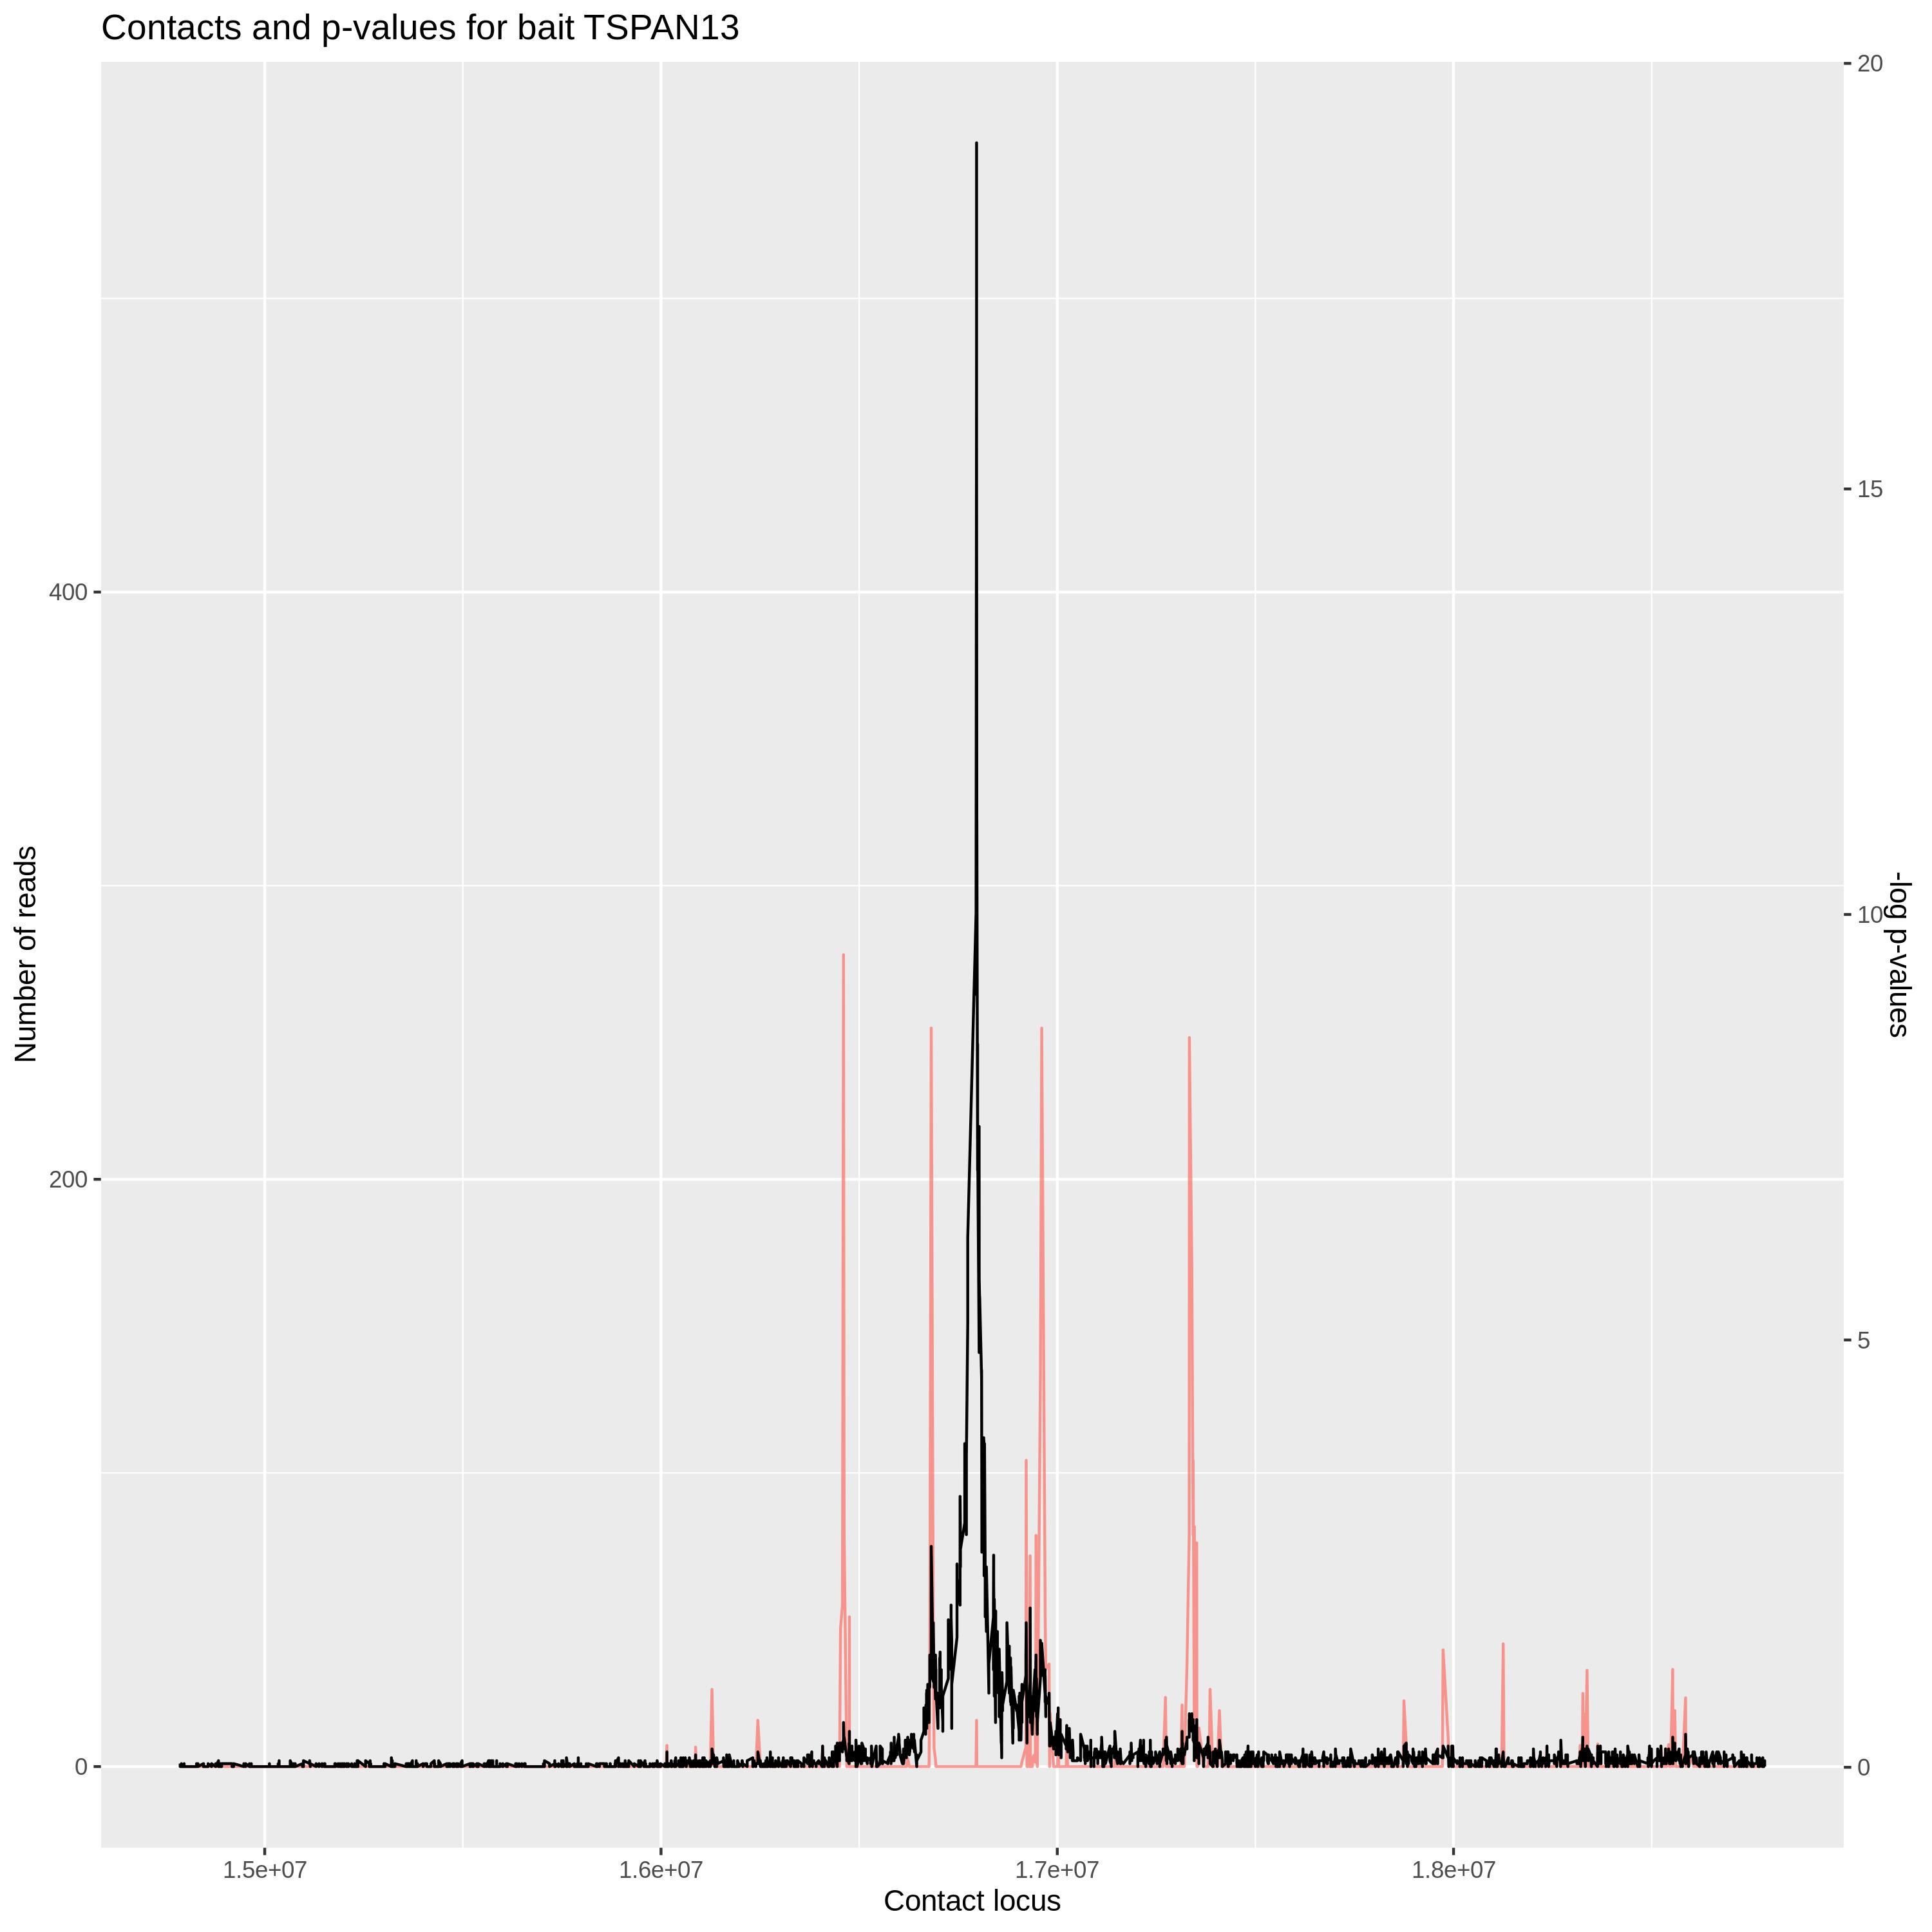 Contacts and p-values for bait TSPAN13
20
15
400
Number of reads
10
-log p-values
200
5
0
0
1.5e+07
1.6e+07
1.7e+07
1.8e+07
Contact locus